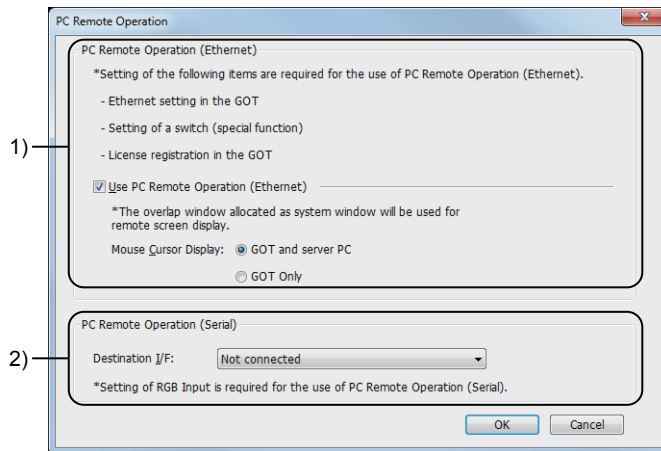 PC Remote Operation
x
PC Remote Operation (Ethernet)
*Setting of the following items are required for the use of PC Remote Operation (Ethernet).
- Ethernet setting in the GOT
- Setting of a switch (special function)
1)
- License registration in the GOT
Use PC Remote Operation (Ethernet)
*The overlap window allocated as system window will be used for
remote screen display.
Mouse Cursor Display: GOT and server PC
GOT Only
PC Remote Operation (Serial)
2)
Destination I/F: Not connected
*Setting of RGB Input is required for the use of PC Remote Operation (Serial).
OK Cancel